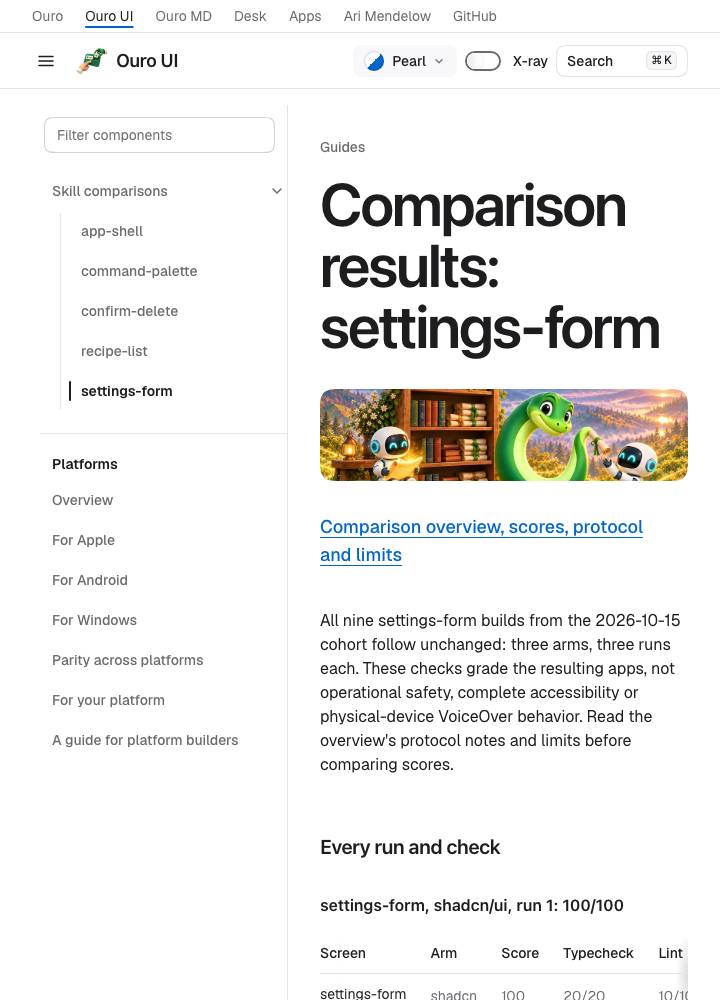 Ouro Ouro UI Ouro MD Desk Apps Ari Mendelow GitHub
Ouro UI Pearl X-ray Search ⌘ K
Filter components
Skill comparisons
app-shell
command-palette
confirm-delete
recipe-list
settings-form
Platforms
Overview
For Apple
For Android
For Windows
Parity across platforms
For your platform
A guide for platform builders
Guides
Comparison
results:
settings-form
Comparison overview, scores, protocol
and limits
All nine settings-form builds from the 2026-10-15
cohort follow unchanged: three arms, three runs
each. These checks grade the resulting apps, not
operational safety, complete accessibility or
physical-device VoiceOver behavior. Read the
overview's protocol notes and limits before
comparing scores.
Every run and check
settings-form, shadcn/ui, run 1: 100/100
Screen Arm Score Typecheck Lint
settings-form shadcn 100 20/20 10/10